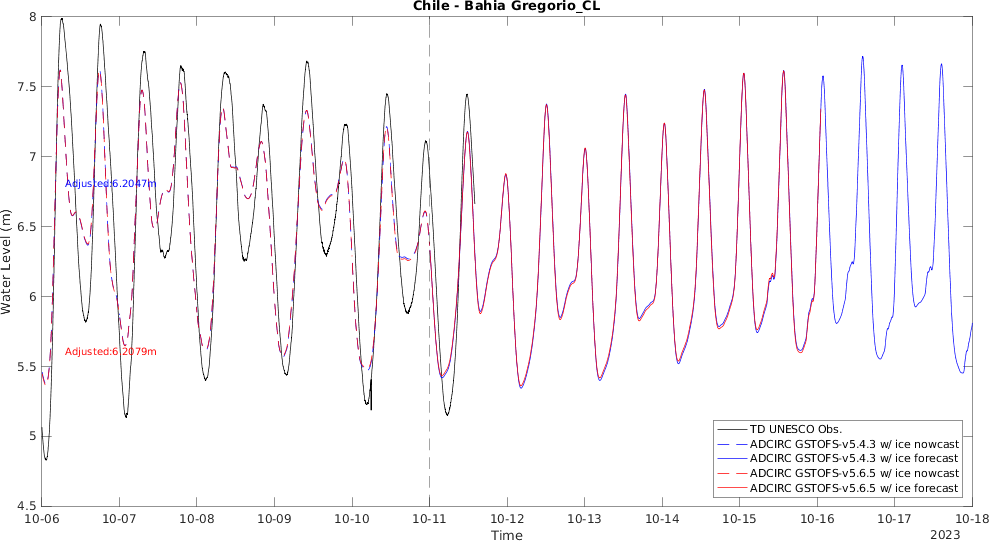 Chile - Bahia Gregorio_CL
Water Level (m)
8
7.5
7
6.5
6
5.5
5
4.5
Adjusted:6.2047m
Adjusted:6.2079m
TD UNESCO Obs.
ADCIRC GSTOFS-v5.4.3 w/ ice nowcast
ADCIRC GSTOFS-v5.4.3 w/ ice forecast
ADCIRC GSTOFS-v5.6.5 w/ ice nowcast
ADCIRC GSTOFS-v5.6.5 w/ ice forecast
10-06 10-07 10-08 10-09 10-10 10-11 10-12 10-13 10-14 10-15 10-16 10-17 10-18
Time
2023